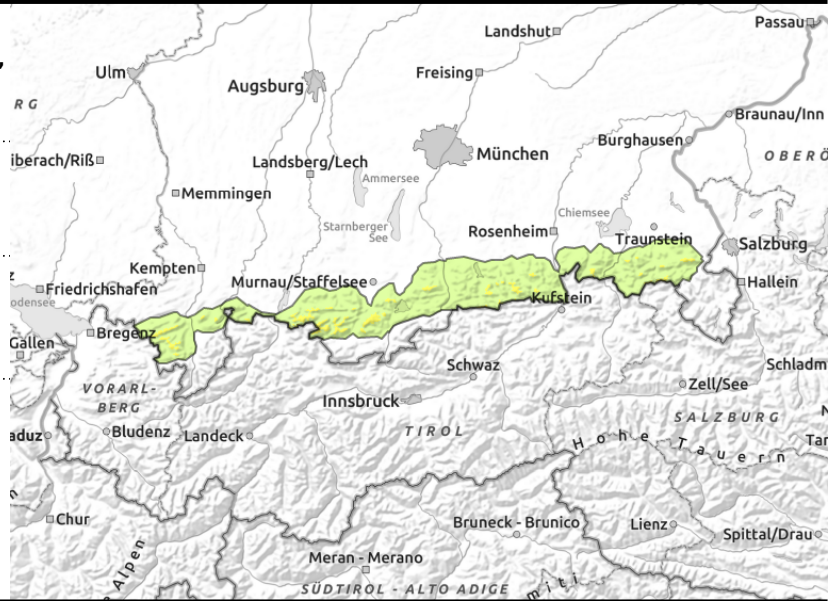 Passau
Landshut
Ulm
Freising
Augsburg
RG
Braunau/Inn
Burghausen
iberach/Riß
Landsberg/Lech
München
OBERÖ
Ammersee
Memmingen
Starnberger
See
Chiemsee
Rosenheim
Traunstein
Salzburg
Kempten
Murnau/Staffelsee
Hallein
z
Friedrichshafen
odensee
Kufstein
Bregenz
Gallen
Schwaz
Schladm
VORARL-
BERG
Zell/See
Innsbruck
SALZBURG
N
aduz
Bludenz
Landeck
TIROL
Hohe Tauern
Tar
Chur
Bruneck - Brunico
Lienz
Spittal/Drau
Alpen
Meran - Merano
SÜDTIROL - ALTO ADIGE
miti